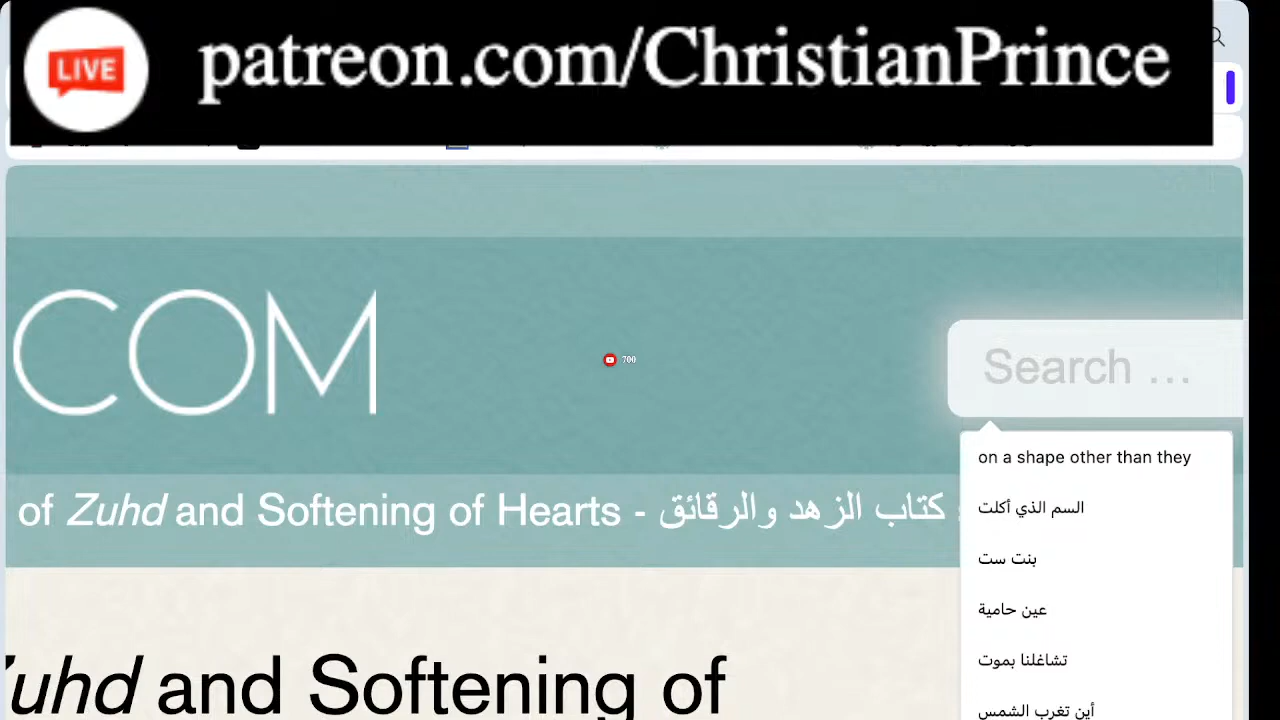 LIVE
patreon.com/ChristianPrince
COM
Search ...
700
on a shape other than they
of Zuhd and Softening of Hearts - كتاب الزهد والرقائق
السم الذي أكلت
بنت ست
عين حامية
تشاغلنا بموت
أين تغرب الشمس
Zuhd and Softening of